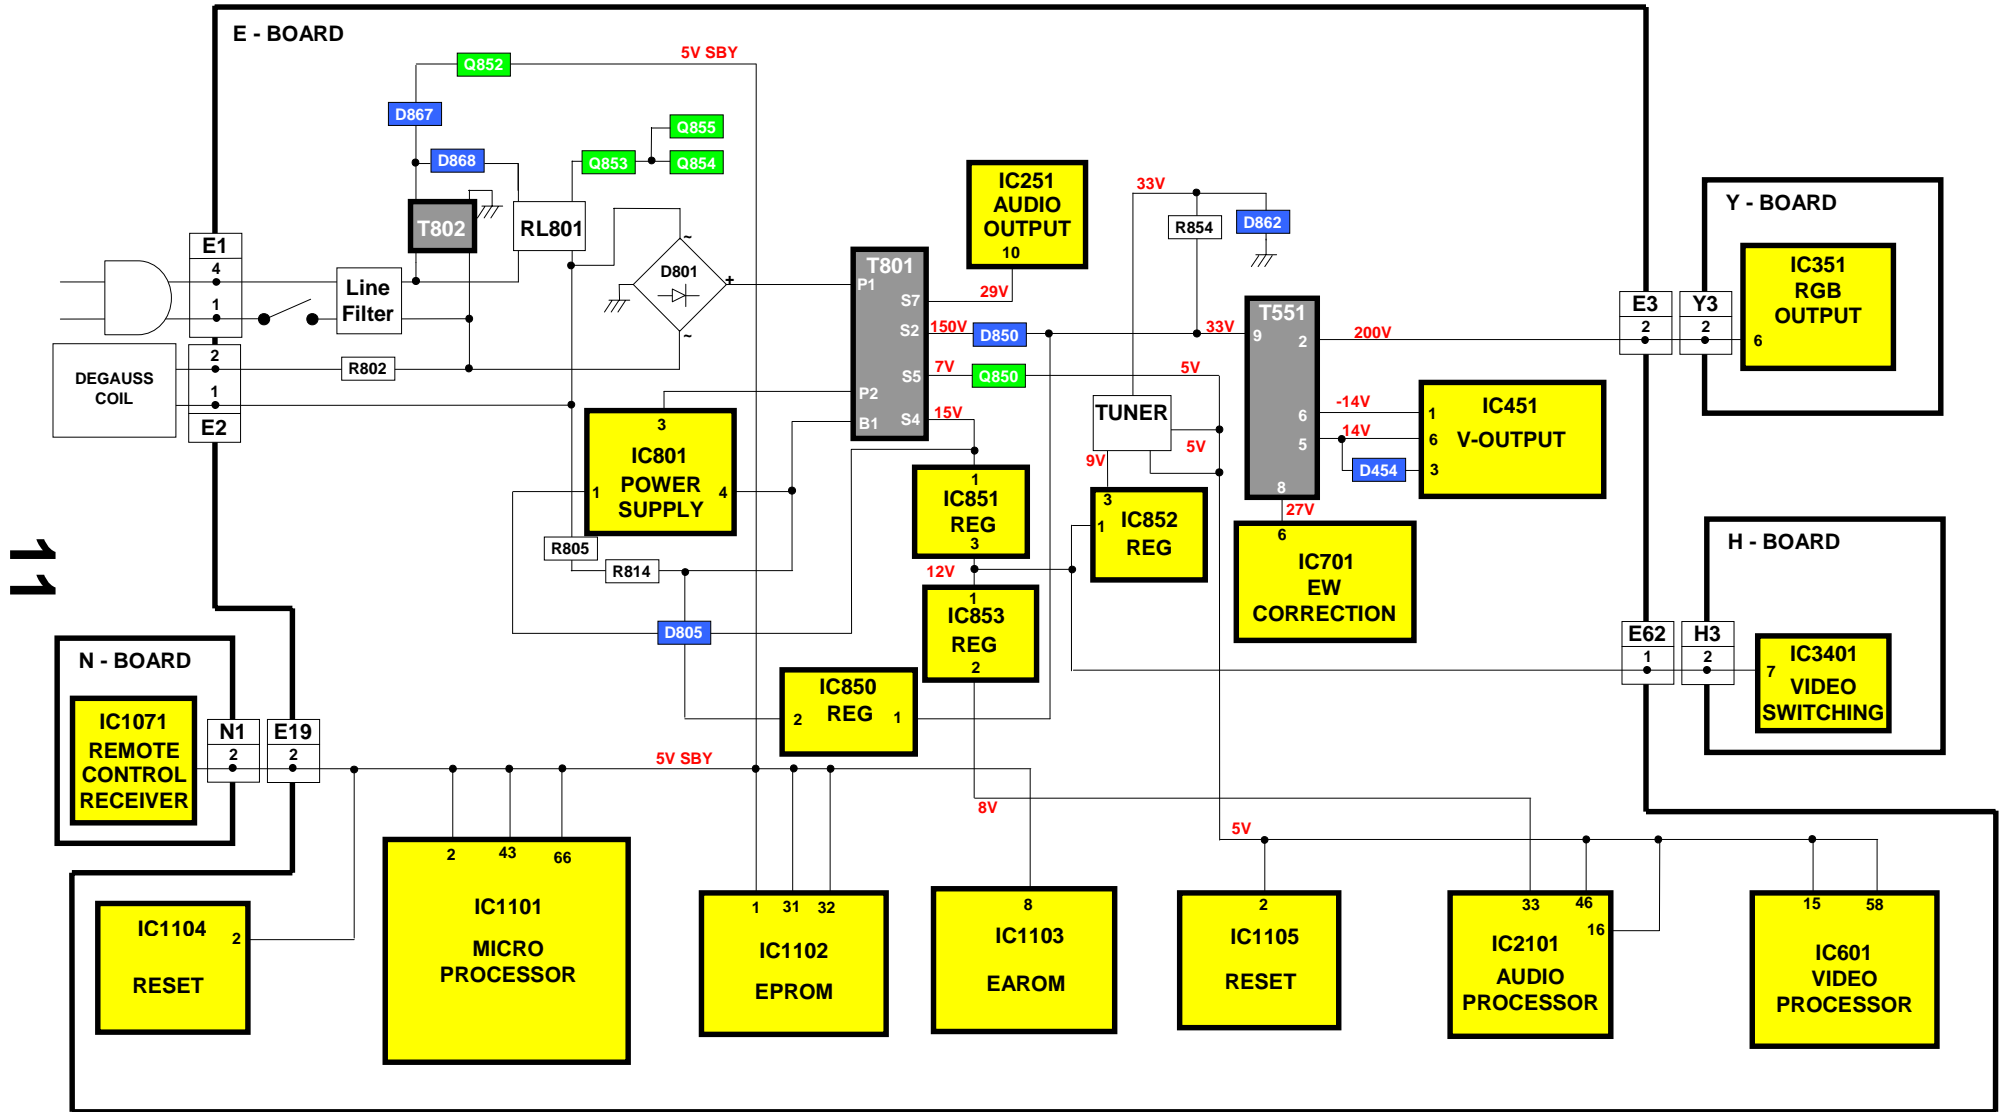 E - BOARD
Q852
5V SBY
D867
D868
Q853
Q855
Q854
T802
RL801
E1
4
1
Line
Filter
D801
~
+
~
DEGAUSS
COIL
2
1
E2
R802
T801
P1
S7
S2
S5
P2
B1
S4
29V
150V
D850
7V
Q850
15V
IC251
AUDIO
OUTPUT
10
33V
R854
D862
33V
5V
TUNER
5V
9V
T551
9
2
6
5
8
200V
-14V
14V
D454
27V
1
6
3
IC451
V-OUTPUT
E3
2
Y3
2
Y - BOARD
IC351
RGB
OUTPUT
6
3
IC801
POWER
SUPPLY
1
4
R805
R814
D805
1
IC851
REG
3
12V
1
IC853
REG
2
3
1
IC852
REG
6
IC701
EW
CORRECTION
H - BOARD
E62
1
H3
2
IC3401
7
VIDEO
SWITCHING
IC850
REG
2
1
11
N - BOARD
IC1071
REMOTE
CONTROL
RECEIVER
N1
2
E19
2
5V SBY
8V
5V
IC1104
2
RESET
2
43
66
IC1101
MICRO
PROCESSOR
1
31
32
IC1102
EPROM
8
IC1103
EAROM
2
IC1105
RESET
33
46
16
IC2101
AUDIO
PROCESSOR
15
58
IC601
VIDEO
PROCESSOR